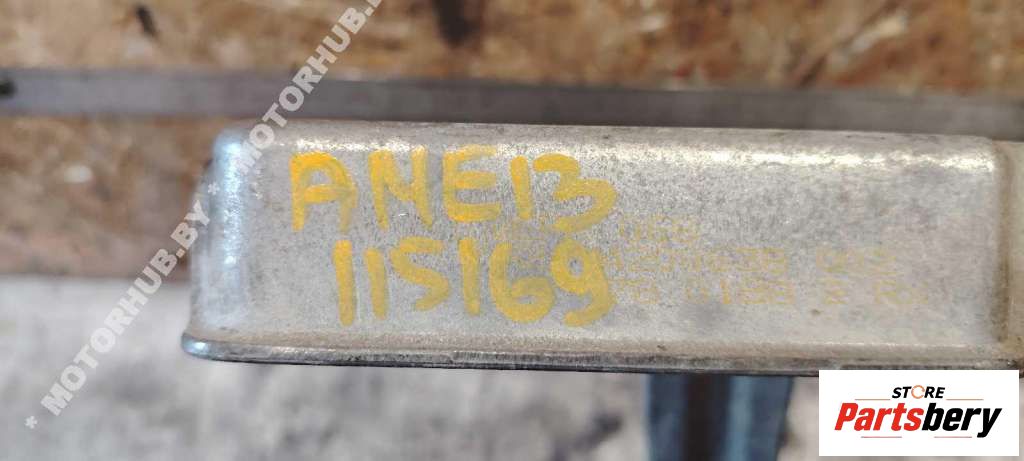 * MOTORHUB.BY * MOTORHUB.BY
ANE13
115169
STORE
Partsbery